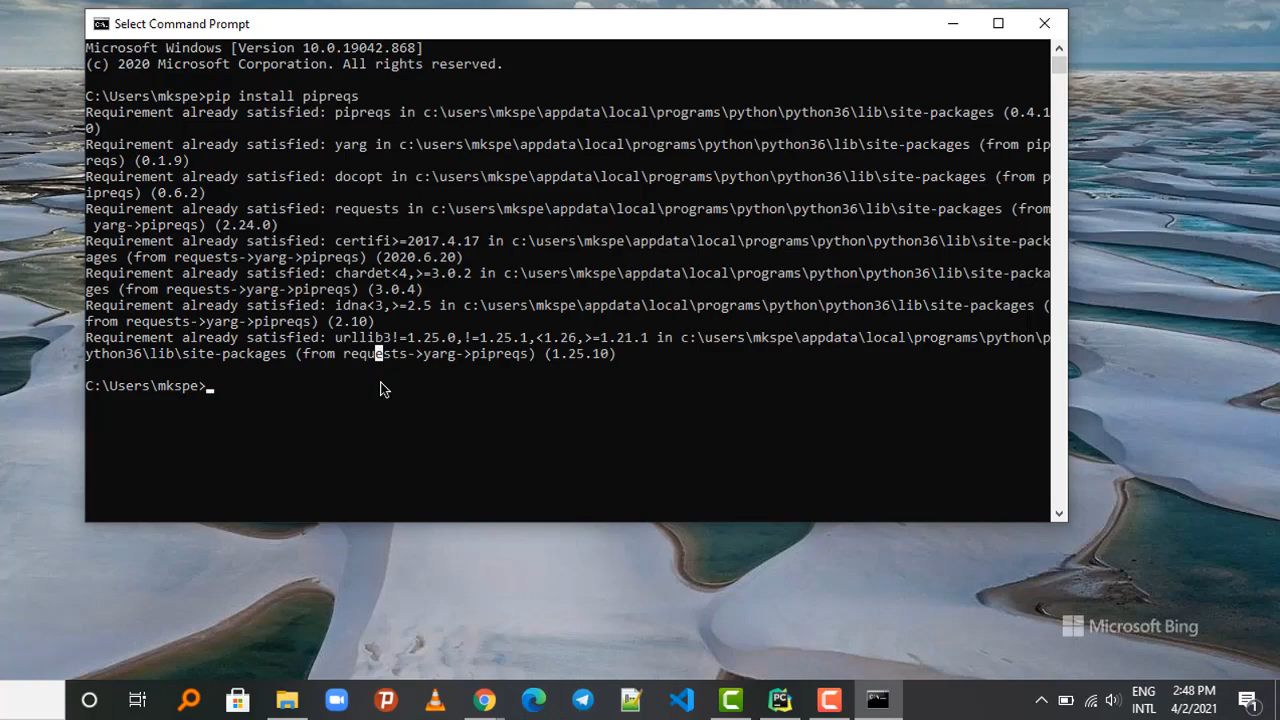 Select Command Prompt
Microsoft Windows [Version 10.0.19042.868]
(c) 2020 Microsoft Corporation. All rights reserved.
C:\Users\mkspe>pip install pipreqs
Requirement already satisfied: pipreqs in c:\users\mkspe\appdata\local\programs\python\python36\lib\site-packages (0.4.1
0)
Requirement already satisfied: yarg in c:\users\mkspe\appdata\local\programs\python\python36\lib\site-packages (from pip
reqs) (0.1.9)
Requirement already satisfied: docopt in c:\users\mkspe\appdata\local\programs\python\python36\lib\site-packages (from p
ipreqs) (0.6.2)
Requirement already satisfied: requests in c:\users\mkspe\appdata\local\programs\python\python36\lib\site-packages (from
 yarg->pipreqs) (2.24.0)
Requirement already satisfied: certifi>=2017.4.17 in c:\users\mkspe\appdata\local\programs\python\python36\lib\site-pack
ages (from requests->yarg->pipreqs) (2020.6.20)
Requirement already satisfied: chardet<4,>=3.0.2 in c:\users\mkspe\appdata\local\programs\python\python36\lib\site-packa
ges (from requests->yarg->pipreqs) (3.0.4)
Requirement already satisfied: idna<3,>=2.5 in c:\users\mkspe\appdata\local\programs\python\python36\lib\site-packages (
from requests->yarg->pipreqs) (2.10)
Requirement already satisfied: urllib3!=1.25.0,!=1.25.1,<1.26,>=1.21.1 in c:\users\mkspe\appdata\local\programs\python\p
ython36\lib\site-packages (from requests->yarg->pipreqs) (1.25.10)
C:\Users\mkspe>
Microsoft Bing
ENG
INTL
2:48 PM
4/2/2021
1